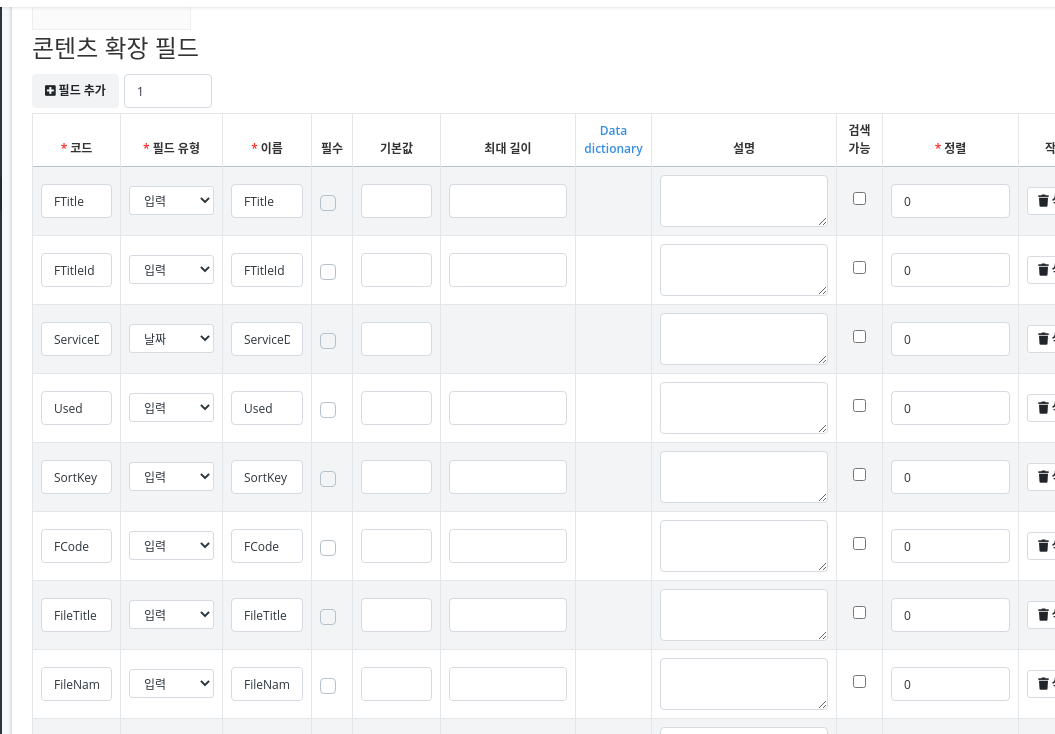 콘텐츠 확장 필드
필드 추가 1
* 코드 * 필드 유형 * 이름 필수 기본값 최대 길이 Data dictionary 설명 검색 가능 * 정렬
FTitle 입력 FTitle 0
FTitleId 입력 FTitleId 0
Service 날짜 Service 0
Used 입력 Used 0
SortKey 입력 SortKey 0
FCode 입력 FCode 0
FileTitle 입력 FileTitle 0
FileNam 입력 FileNam 0